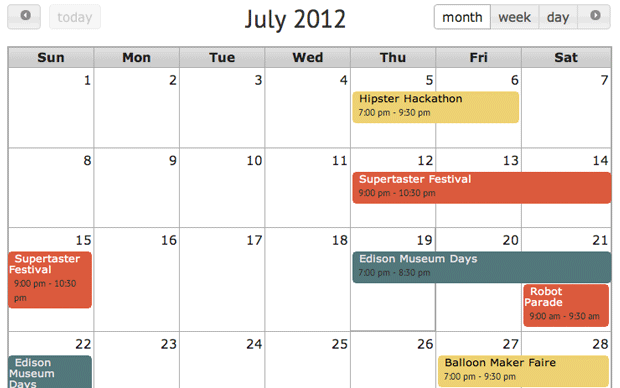 today
July 2012
month week day
Sun Mon Tue Wed Thu Fri Sat
1 2 3 4 5 6 7
Hipster Hackathon
7:00 pm - 9:30 pm
8 9 10 11 12 13 14
Supertaster Festival
9:00 pm - 10:30 pm
15 16 17 18 19 20 21
Supertaster
Festival
9:00 pm - 10:30
pm
Edison Museum Days
7:00 pm - 8:30 pm
Robot
Parade
9:00 am - 9:30 am
22 23 24 25 26 27 28
Edison
Museum
Days
Balloon Maker Faire
7:00 pm - 9:30 pm